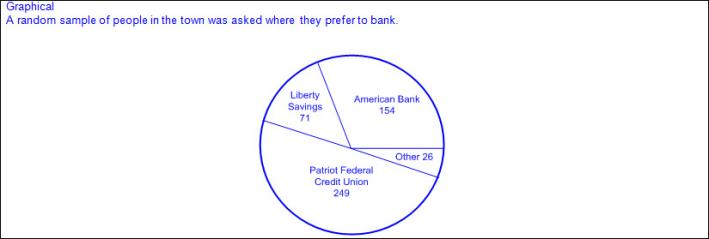 Graphical
A random sample of people in the town was asked where they prefer to bank.
Liberty
Savings
71
American Bank
154
Other 26
Patriot Federal
Credit Union
249